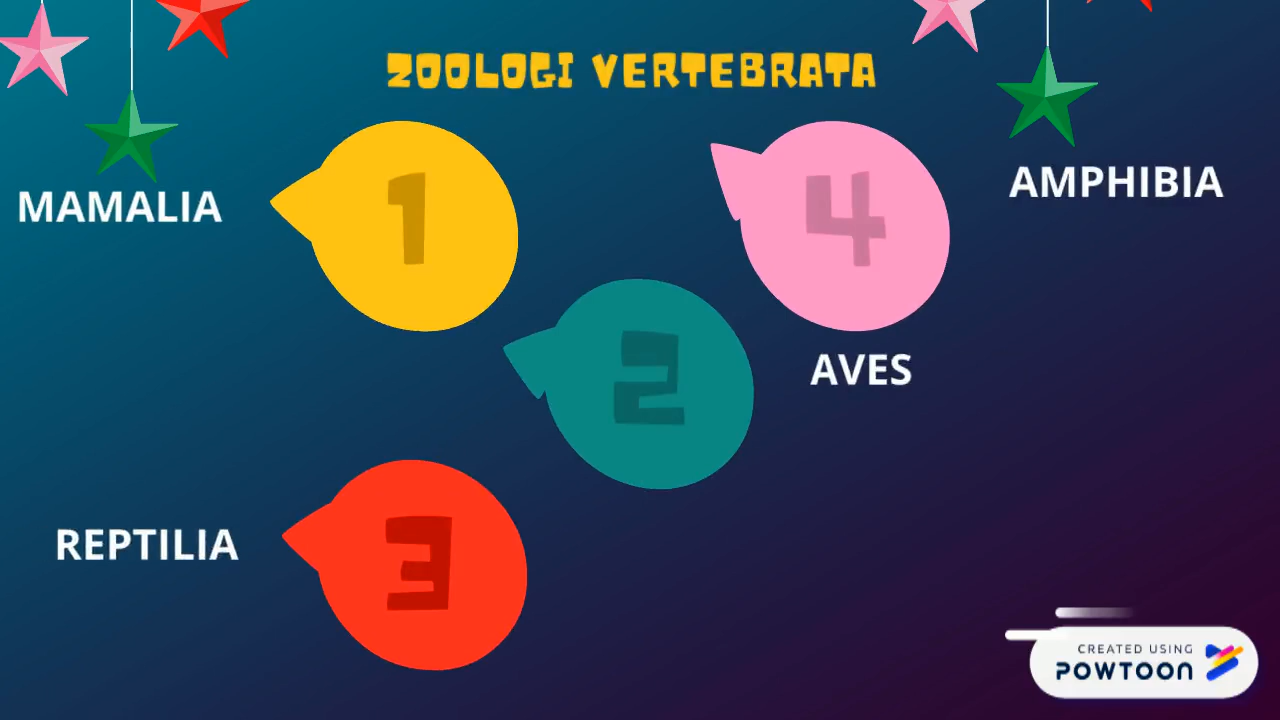 ZOOLOGI VERTEBRATA
MAMALIA
1
4
AMPHIBIA
2
AVES
REPTILIA
3
CREATED USING
POWTOON